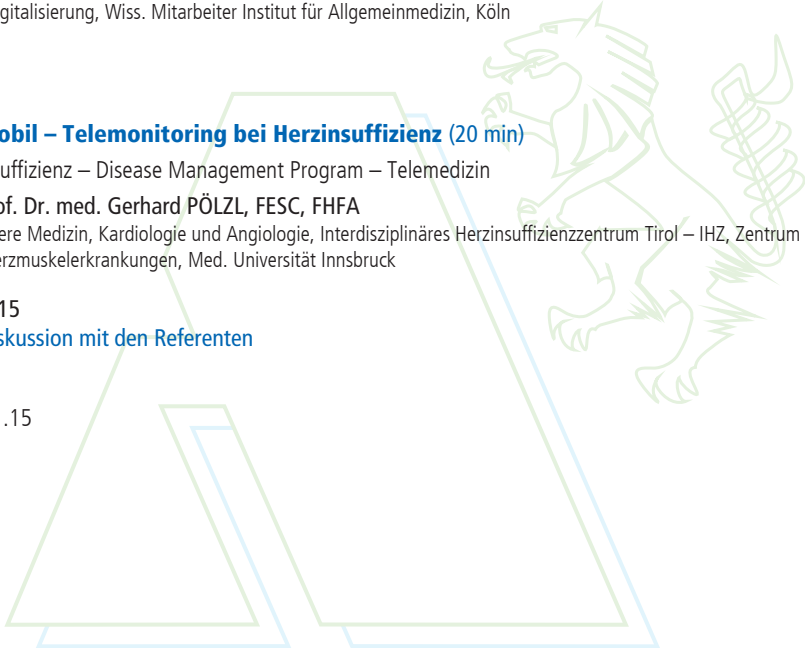 gitalisierung, Wiss. Mitarbeiter Institut für Allgemeinmedizin, Köln
obil – Telemonitoring bei Herzinsuffizienz (20 min)
suffizienz – Disease Management Program – Telemedizin
of. Dr. med. Gerhard PÖLZL, FESC, FHFA
ere Medizin, Kardiologie und Angiologie, Interdisziplinäres Herzinsuffizienzzentrum Tirol – IHZ, Zentrum
erzmuskelerkrankungen, Med. Universität Innsbruck
15
skussion mit den Referenten
.15